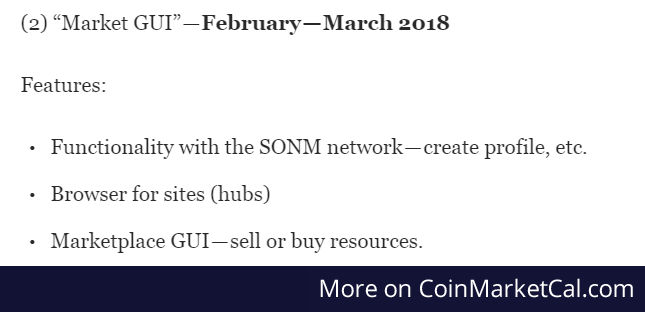 (2) “Market GUI”—February—March 2018
Features:
• Functionality with the SONM network—create profile, etc.
• Browser for sites (hubs)
• Marketplace GUI—sell or buy resources.
More on CoinMarketCal.com